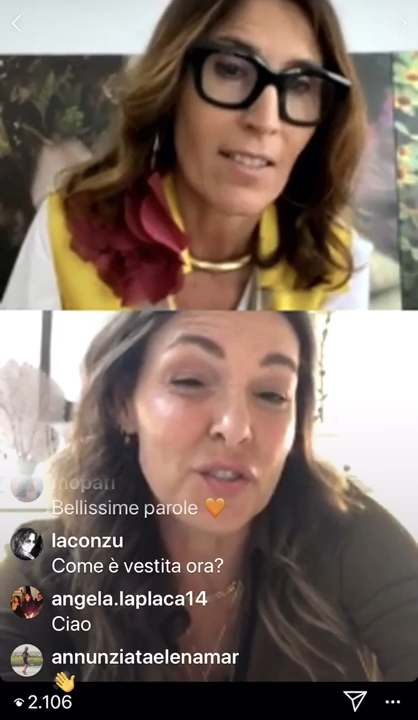 Bellissime parole 🧡
laconzu
Come è vestita ora?
angela.laplaca14
Ciao
annunziataelenamar
👋
2.106